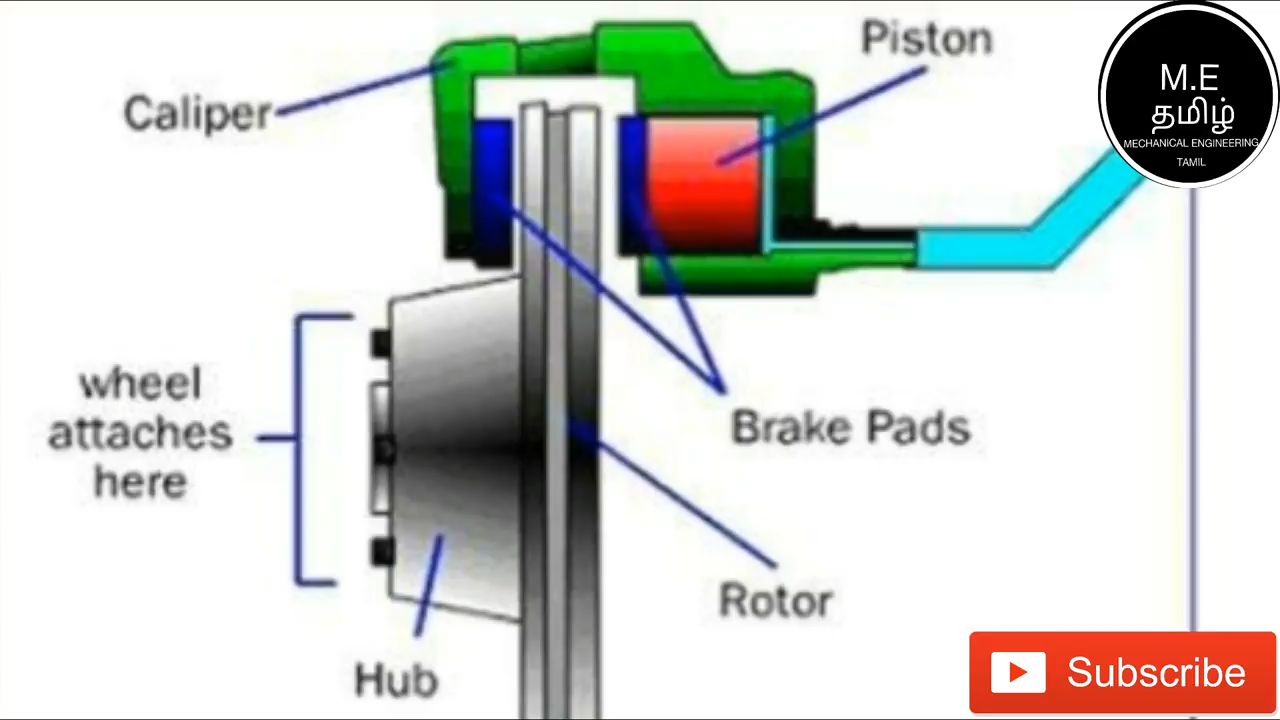 Piston
M.E
தமிழ்
MECHANICAL ENGINEERING
TAMIL
Caliper
wheel
attaches
here
Brake Pads
Rotor
Hub
Subscribe